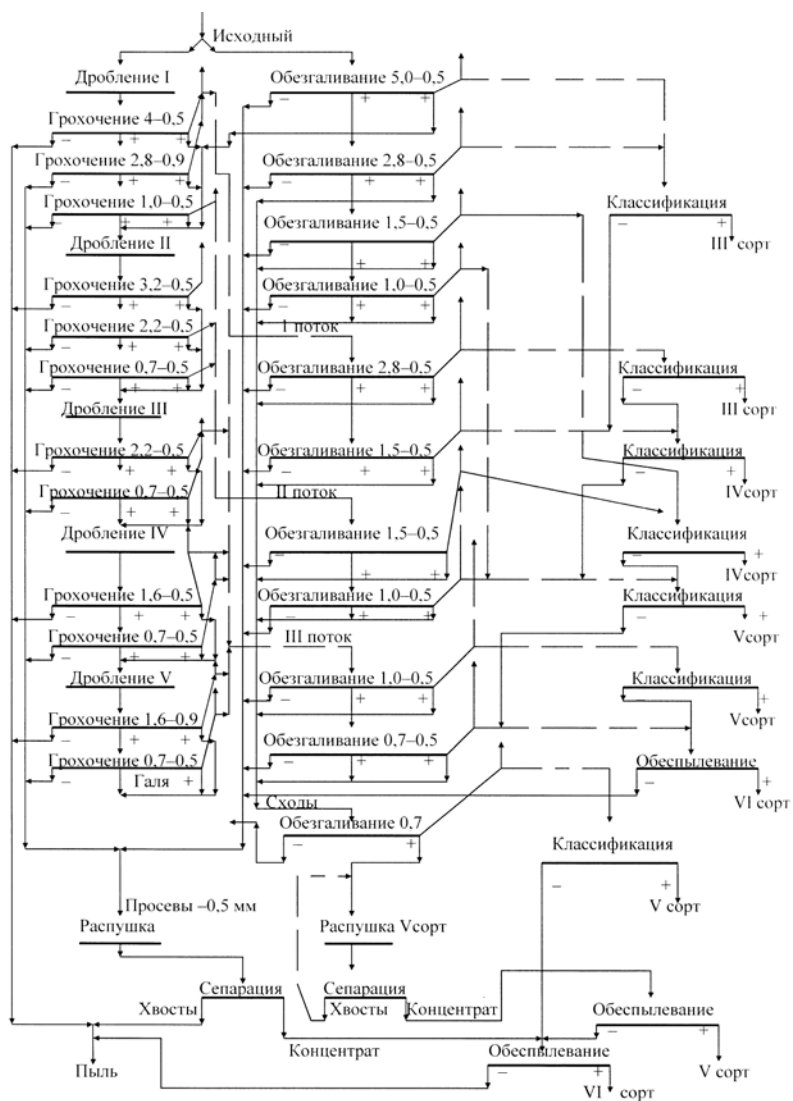 Исходный
Дробление I
Грохочение 4–0,5
Грохочение 2,8–0,9
Грохочение 1,0–0,5
Дробление II
Грохочение 3,2–0,5
Грохочение 2,2–0,5
Грохочение 0,7–0,5
Дробление III
Грохочение 2,2–0,5
Грохочение 0,7–0,5
Дробление IV
Грохочение 1,6–0,5
Грохочение 0,7–0,5
Дробление V
Грохочение 1,6–0,9
Грохочение 0,7–0,5
Галя
Обезгаливание 5,0–0,5
Обезгаливание 2,8–0,5
Обезгаливание 1,5–0,5
Обезгаливание 1,0–0,5
1 поток
Обезгаливание 2,8–0,5
Обезгаливание 1,5–0,5
II поток
Обезгаливание 1,5–0,5
Обезгаливание 1,0–0,5
III поток
Обезгаливание 1,0–0,5
Обезгаливание 0,7–0,5
Сходы
Обезгаливание 0,7
Классификация
III сорт
Классификация
III сорт
Классификация
IVсорт
Классификация
IVсорт
Классификация
Vсорт
Классификация
Vсорт
Обеспыливание
VI сорт
Классификация
V сорт
Просевы –0,5 мм
Распушка
Распушка Vсорт
Сепарация
Хвосты
Концентрат
Сепарация
Хвосты
Концентрат
Обеспылевание
V сорт
Обеспылевание
VI сорт
Пыль